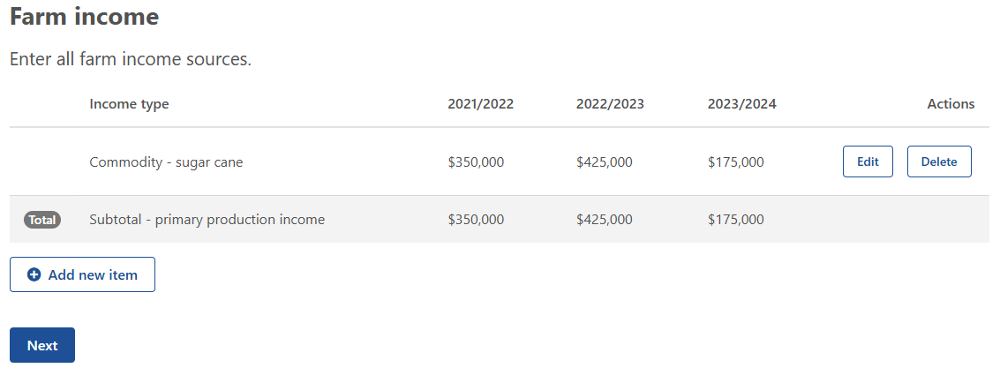 Farm income
Enter all farm income sources.
Income type 2021/2022 2022/2023 2023/2024 Actions
Commodity - sugar cane $350,000 $425,000 $175,000 Edit Delete
Total Subtotal - primary production income $350,000 $425,000 $175,000
Add new item
Next